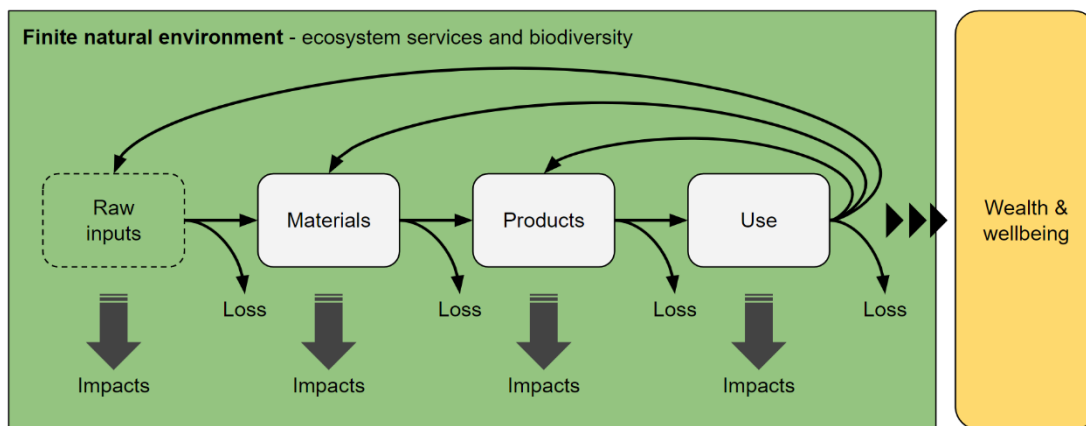 Finite natural environment - ecosystem services and biodiversity
Raw
inputs
Materials
Products
Use
Wealth &
wellbeing
Loss
Loss
Loss
Loss
Impacts
Impacts
Impacts
Impacts